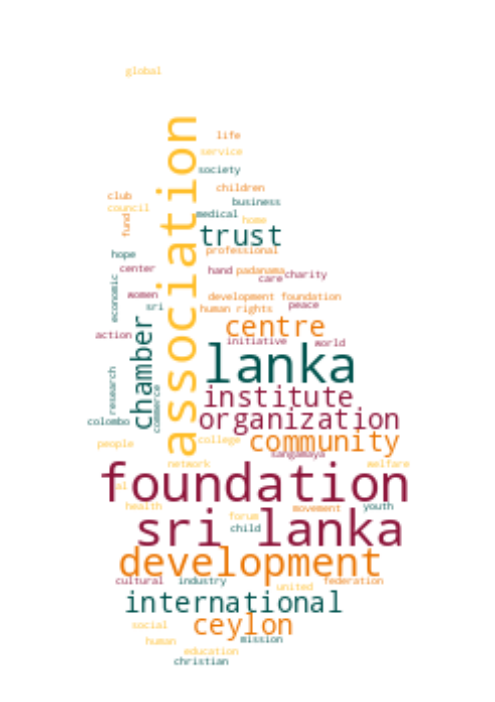 global
association
life
service
society
children
club
business
council
medical
home
fund
trust
professional
hope
center
hand padanama
care charity
economic
women
development foundation
sri
human rights
peace
chamber
centre
action
initiative
world
lanka
research
commerce
institute
organization
colombo
community
people
college
sangamaya
network
welfare
foundation
al
health
movement
youth
forum
sri lanka
child
development
cultural
industry
united
federation
international
ceylon
social
human
mission
education
christian